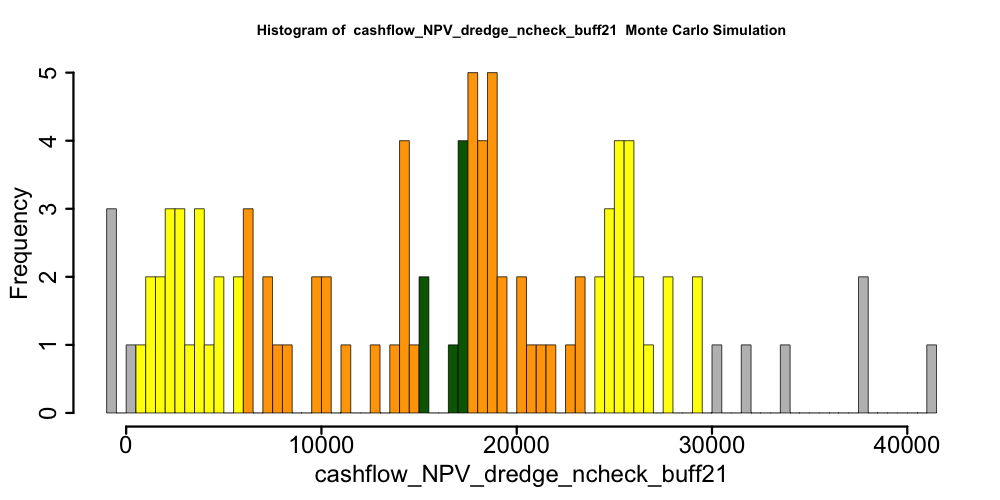 Histogram of cashflow_NPV_dredge_ncheck_buff21 Monte Carlo Simulation
Frequency
5
4
3
2
1
0
0 10000 20000 30000 40000
cashflow_NPV_dredge_ncheck_buff21